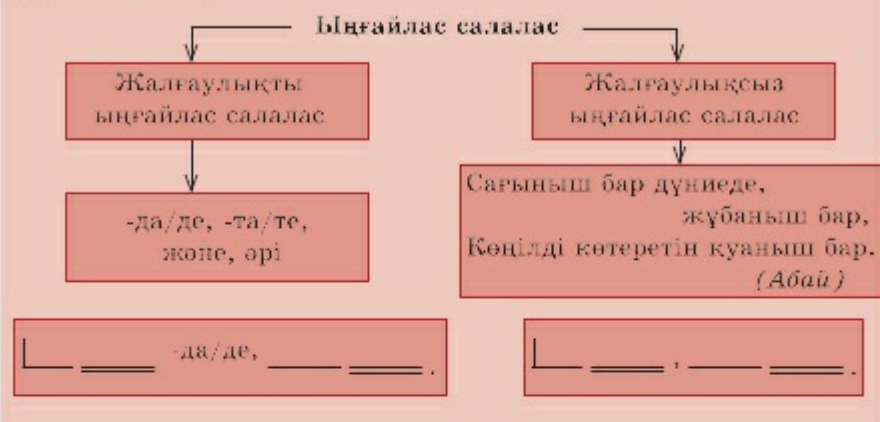 Ыңғайлас салалас
Жалғаулықты
ыңғайлас салалас
Жалғаулықсыз
ыңғайлас салалас
-да/де, -та/те,
және, әрі
Сағыныш бар дүниеде,
жұбаныш бар,
Көңілді көтеретін қуаныш бар.
(Абай)
-да/де, .
, .